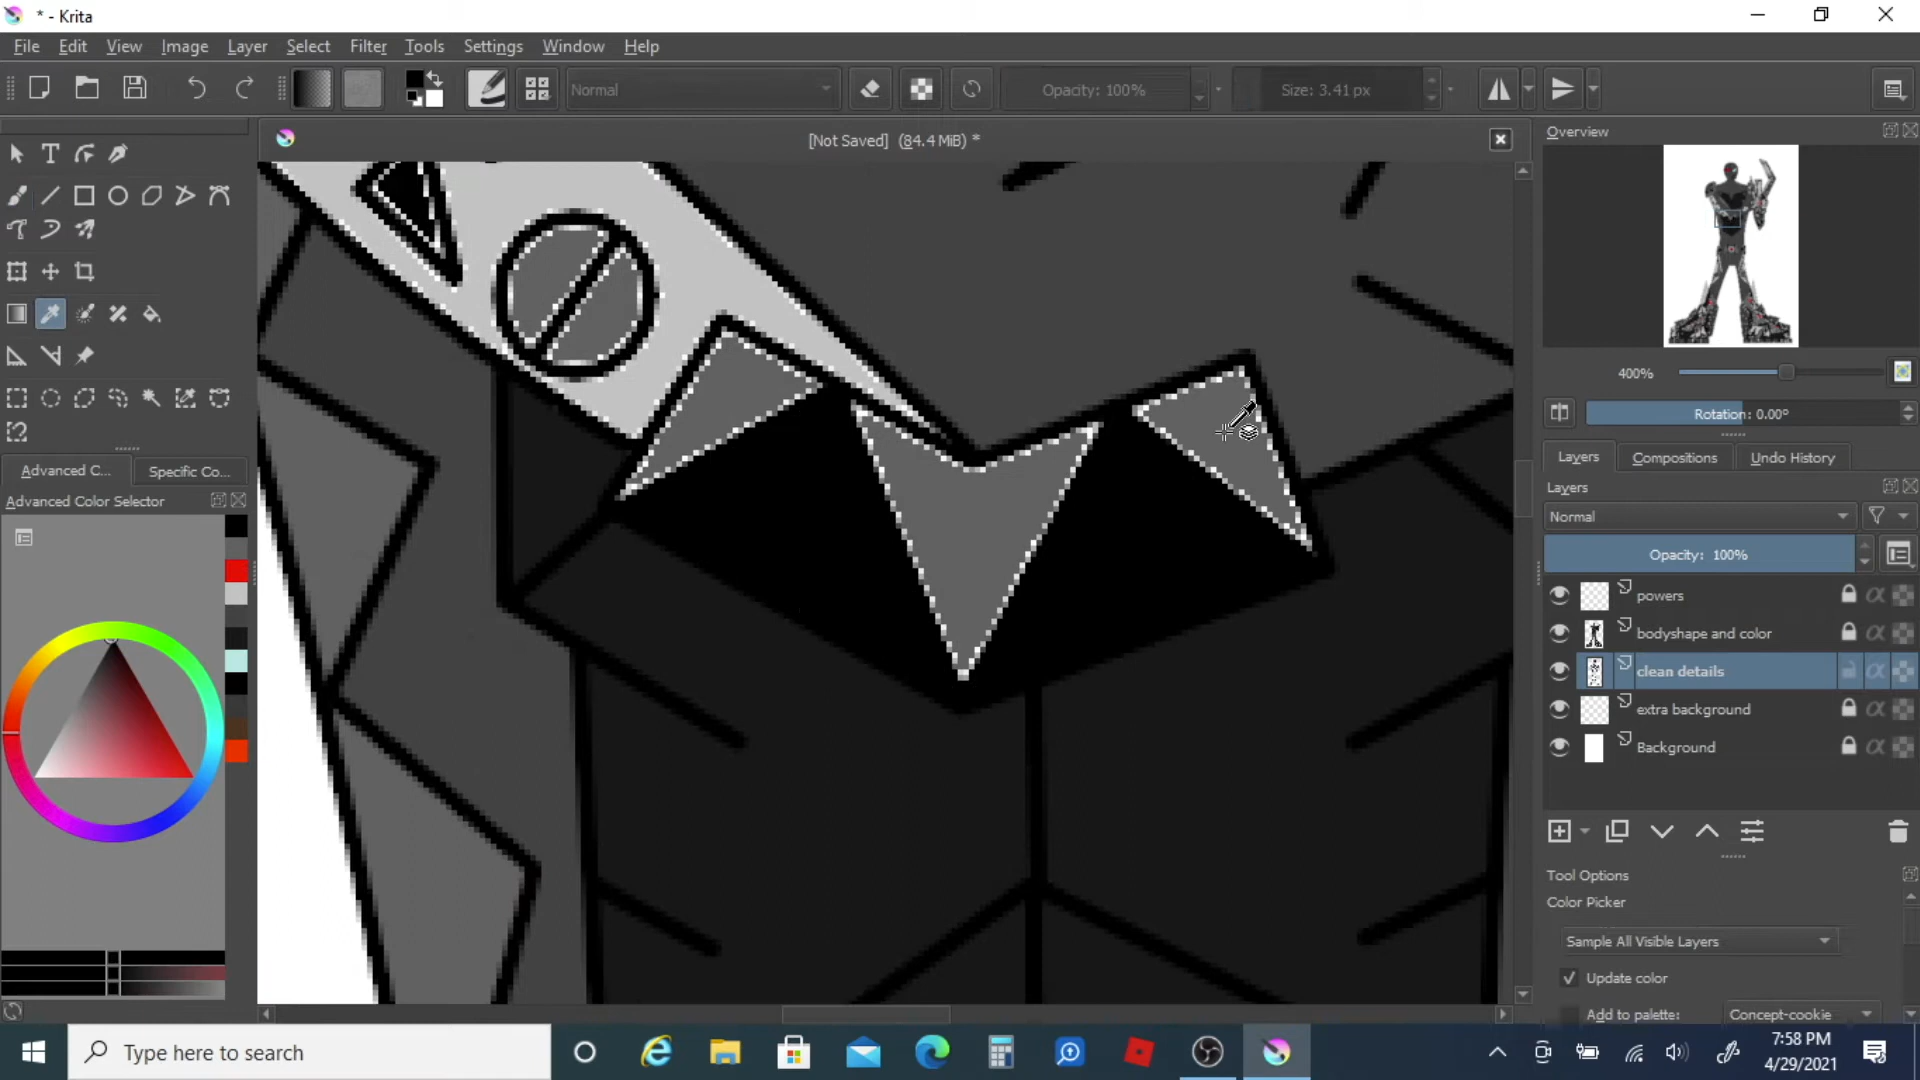 * - Krita
File Edit View Image Layer Select Filter Tools Settings Window Help
Normal
Opacity: 100%
Size: 3.41 px
[Not Saved] (84.4 MiB) *
Overview
400%
Rotation: 0.00°
Advanced C...
Specific Co...
Advanced Color Selector
Layers
Compositions
Undo History
Layers
Normal
Opacity: 100%
powers
bodyshape and color
clean details
extra background
Background
Tool Options
Color Picker
Sample All Visible Layers
Update color
Add to palette:
Concept-cookie
Type here to search
7:58 PM
4/29/2021